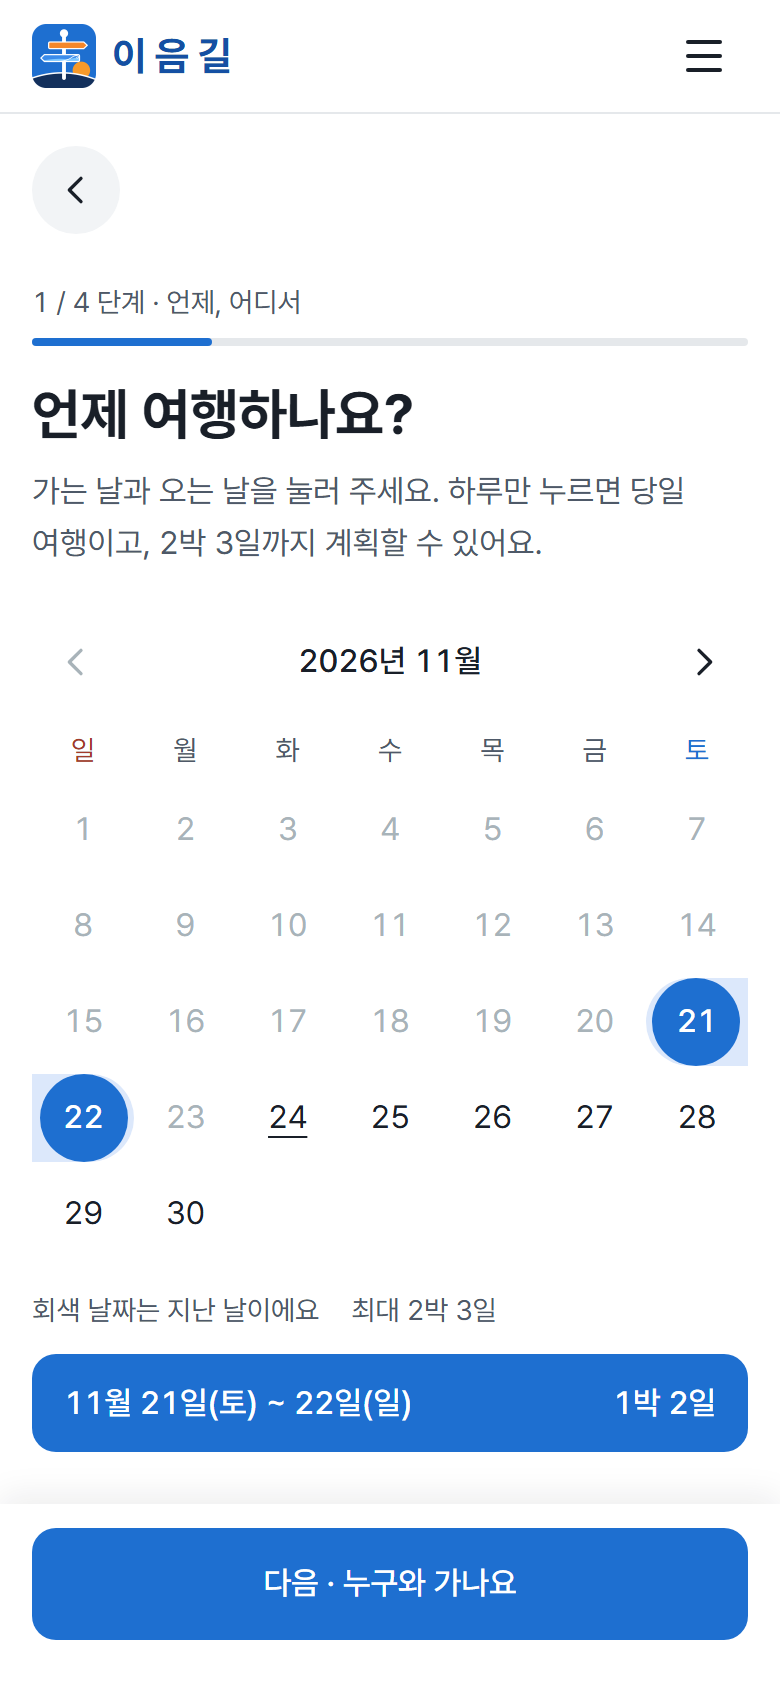 이음길
1 / 4 단계 · 언제, 어디서
언제 여행하나요?
가는 날과 오는 날을 눌러 주세요. 하루만 누르면 당일
여행이고, 2박 3일까지 계획할 수 있어요.
2026년 11월
일 월 화 수 목 금 토
1 2 3 4 5 6 7
8 9 10 11 12 13 14
15 16 17 18 19 20 21
22 23 24 25 26 27 28
29 30
회색 날짜는 지난 날이에요 최대 2박 3일
11월 21일(토) ~ 22일(일) 1박 2일
다음 · 누구와 가나요